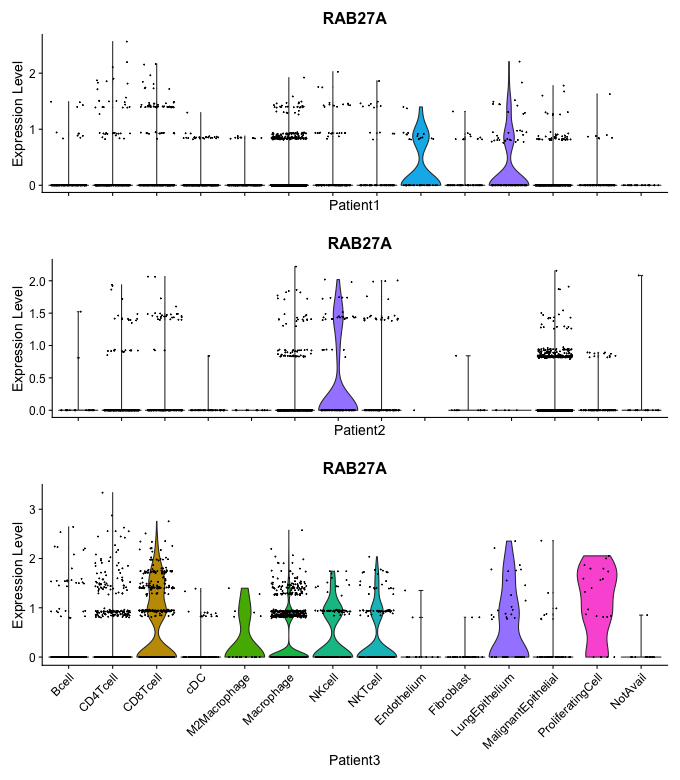 RAB27A
Expression Level
2
1
0
Patient1
RAB27A
Expression Level
2.0
1.5
1.0
0.5
0.0
Patient2
RAB27A
Expression Level
3
2
1
0
Bcell
CD4Tcell
CD8Tcell
cDC
M2Macrophage
Macrophage
NKcell
NKTcell
Endothelium
Fibroblast
LungEpithelium
MalignantEpithelial
ProliferatingCell
NotAvail
Patient3